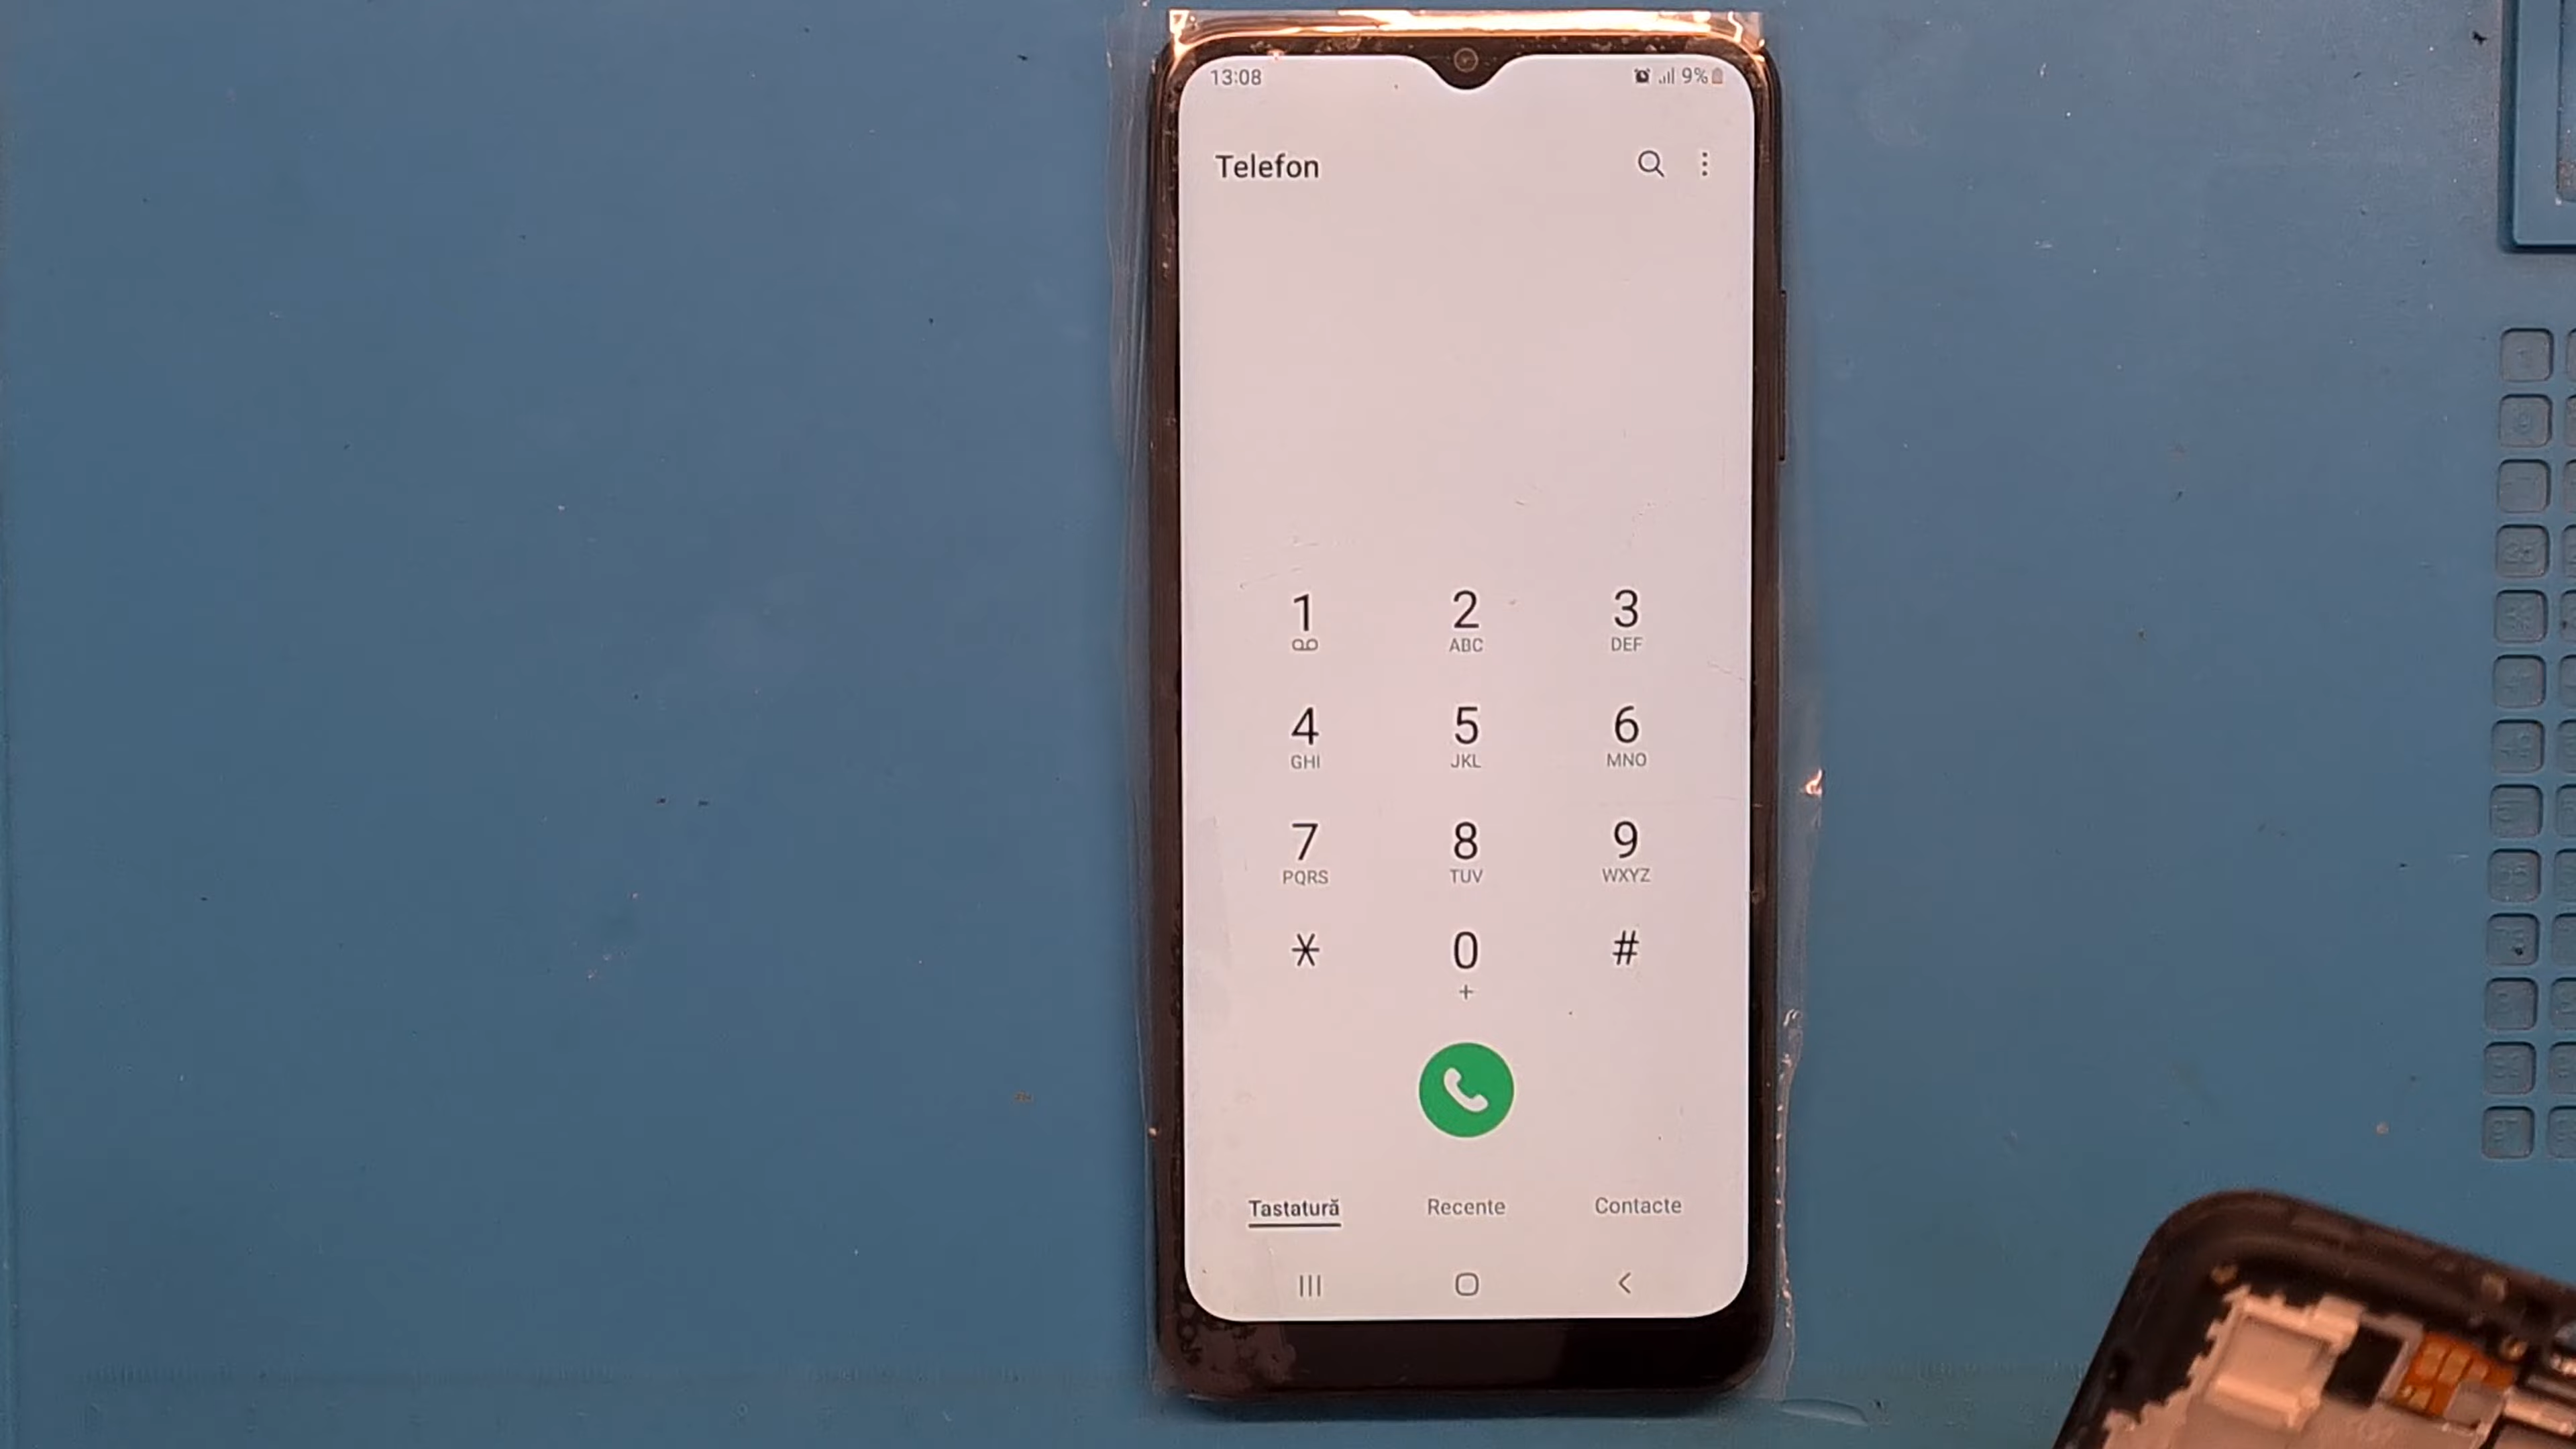 13:08 9%
Telefon
1 2 3
ABC DEF
4 5 6
GHI JKL MNO
7 8 9
PQRS TUV WXYZ
* 0 #
+
Tastatură Recente Contacte